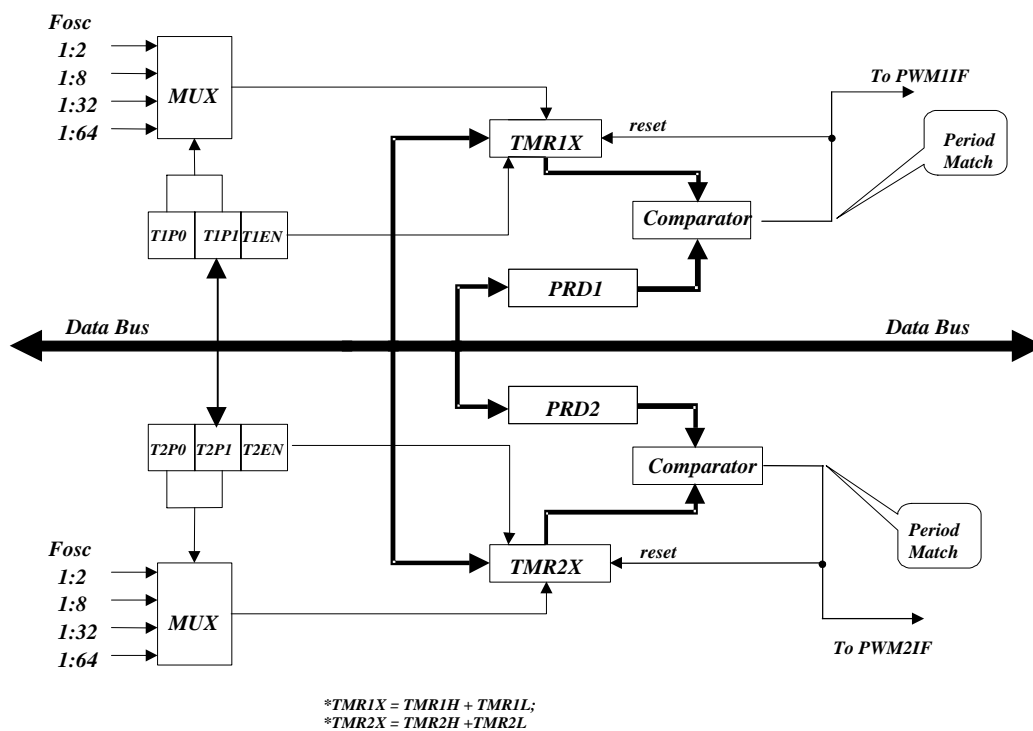 Fosc
1:2
1:8
1:32
1:64
MUX
To PWM1IF
TMR1X
reset
Period
Match
T1P0 T1P1 T1EN
Comparator
PRD1
Data Bus
Data Bus
PRD2
T2P0 T2P1 T2EN
Comparator
Fosc
1:2
1:8
1:32
1:64
MUX
TMR2X
reset
Period
Match
To PWM2IF
*TMR1X = TMR1H + TMR1L;
*TMR2X = TMR2H +TMR2L